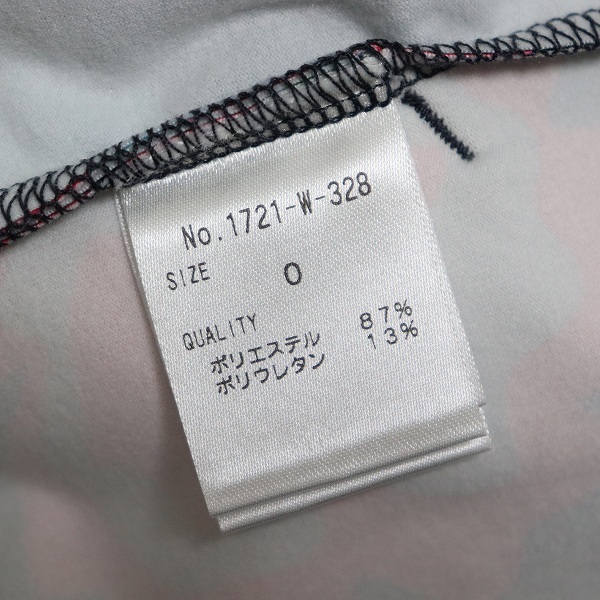 No.1721-W-328
SIZE 0
QUALITY
ポリエステル 87%
ポリウレタン 13%